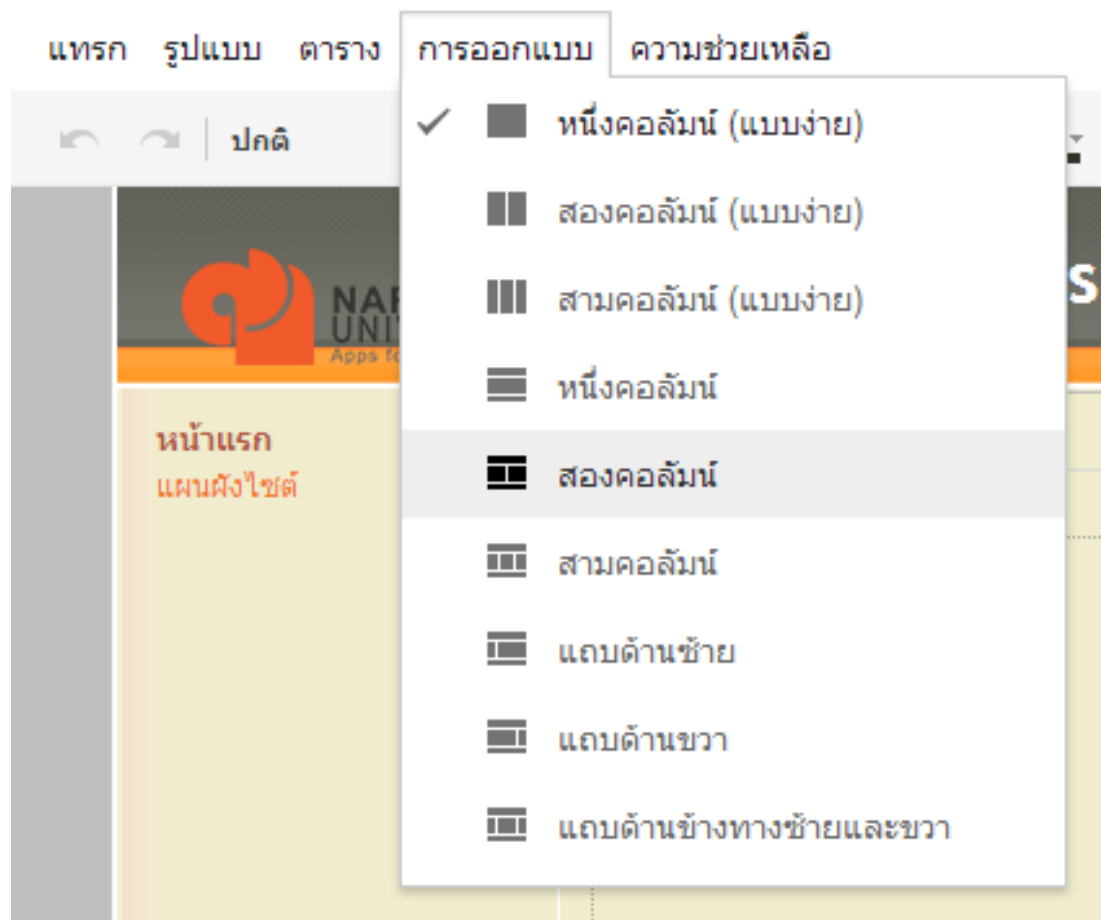 แทรก รูปแบบ ตาราง การออกแบบ ความช่วยเหลือ
ปกติ
หนึ่งคอลัมน์ (แบบง่าย)
สองคอลัมน์ (แบบง่าย)
สามคอลัมน์ (แบบง่าย)
หนึ่งคอลัมน์
สองคอลัมน์
สามคอลัมน์
แถบด้านซ้าย
แถบด้านขวา
แถบด้านข้างทางซ้ายและขวา
Apps
หน้าแรก
แผนผังไซต์